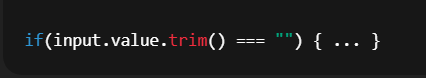 if(input.value.trim() === "") { ... }